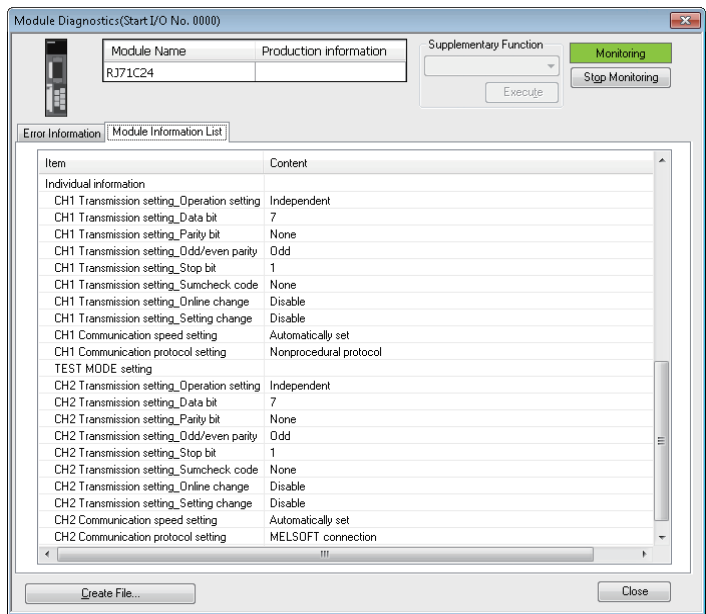 Module Diagnostics(Start I/O No. 0000)
Module Name Production information
RJ71C24
Supplementary Function
Execute
Monitoring
Stop Monitoring
Error Information Module Information List
Item Content
Individual information
CH1 Transmission setting_Operation setting Independent
CH1 Transmission setting_Data bit 7
CH1 Transmission setting_Parity bit None
CH1 Transmission setting_Odd/even parity Odd
CH1 Transmission setting_Stop bit 1
CH1 Transmission setting_Sumcheck code None
CH1 Transmission setting_Online change Disable
CH1 Transmission setting_Setting change Disable
CH1 Communication speed setting Automatically set
CH1 Communication protocol setting Nonprocedural protocol
TEST MODE setting
CH2 Transmission setting_Operation setting Independent
CH2 Transmission setting_Data bit 7
CH2 Transmission setting_Parity bit None
CH2 Transmission setting_Odd/even parity Odd
CH2 Transmission setting_Stop bit 1
CH2 Transmission setting_Sumcheck code None
CH2 Transmission setting_Online change Disable
CH2 Transmission setting_Setting change Disable
CH2 Communication speed setting Automatically set
CH2 Communication protocol setting MELSOFT connection
Create File... Close